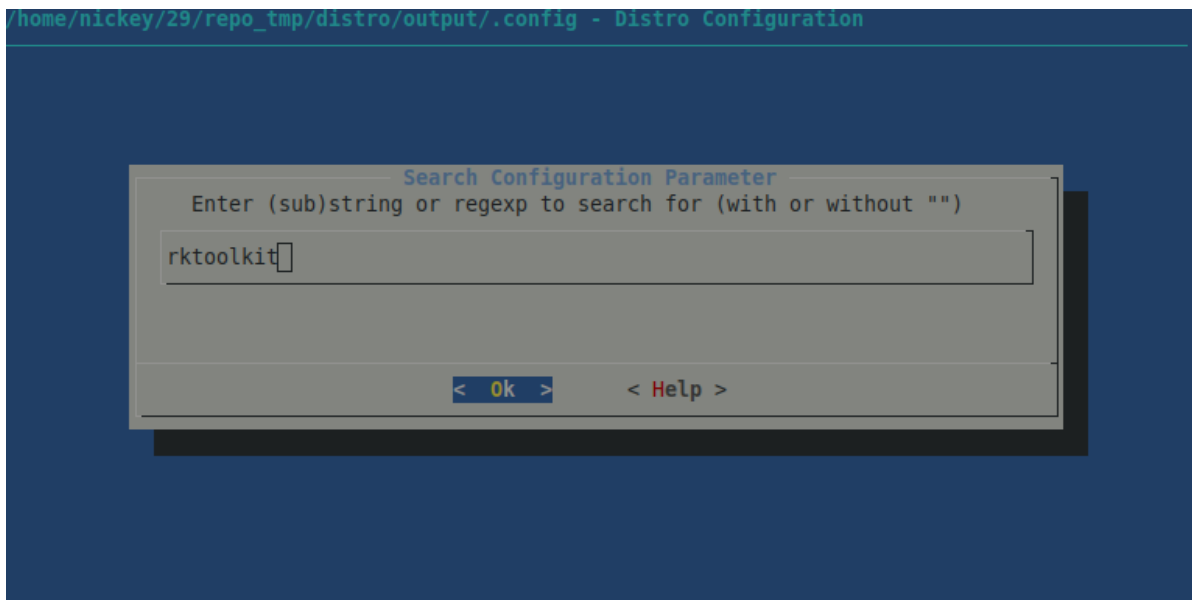 /home/nickey/29/repo_tmp/distro/output/.config - Distro Configuration
Search Configuration Parameter
Enter (sub)string or regexp to search for (with or without "")
rktoolkit
< Ok > < Help >